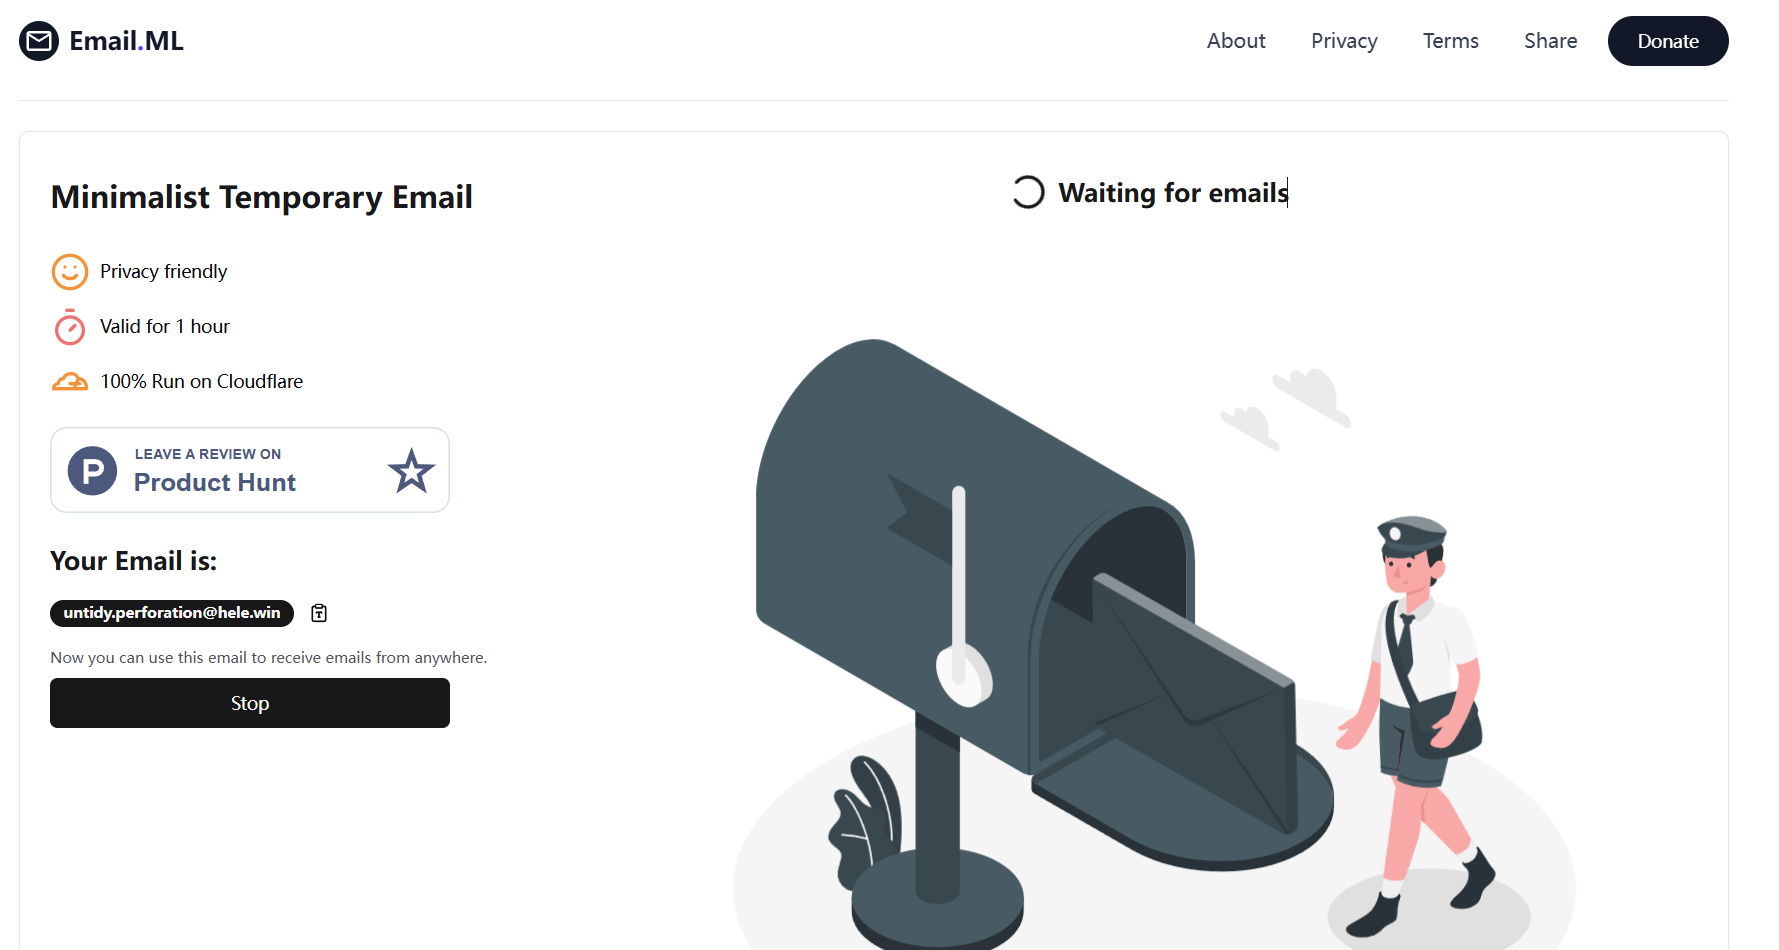 Email.ML
About
Privacy
Terms
Share
Donate
Minimalist Temporary Email
Privacy friendly
Valid for 1 hour
100% Run on Cloudflare
P
LEAVE A REVIEW ON
Product Hunt
Your Email is:
untidy.perforation@hele.win
Now you can use this email to receive emails from anywhere.
Stop
Waiting for emails